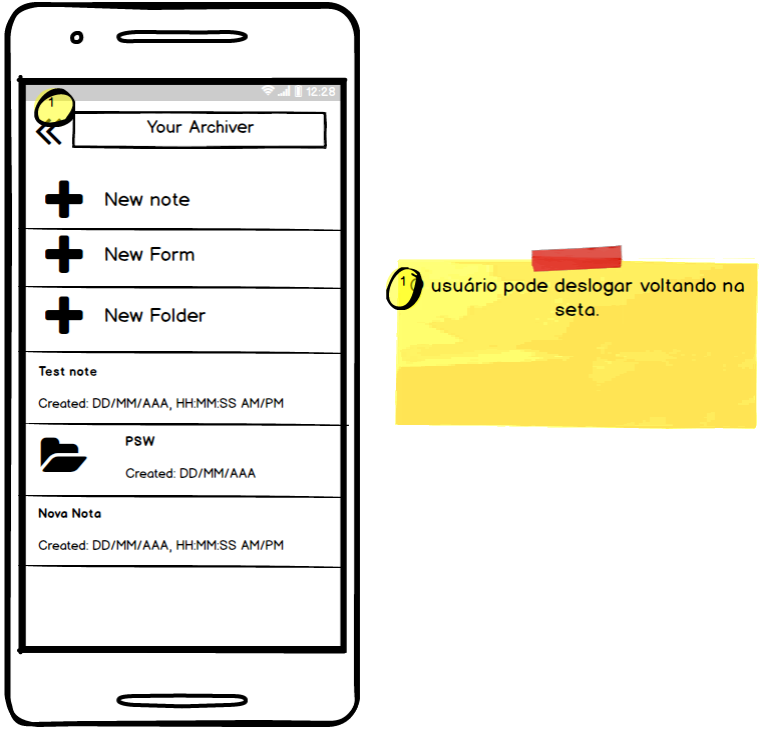 12:28
1
Your Archiver
New note
New Form
New Folder
Test note
Created: DD/MM/AAA, HH:MM:SS AM/PM
PSW
Created: DD/MM/AAA
Nova Nota
Created: DD/MM/AAA, HH:MM:SS AM/PM
1
O usuário pode deslogar voltando na
seta.